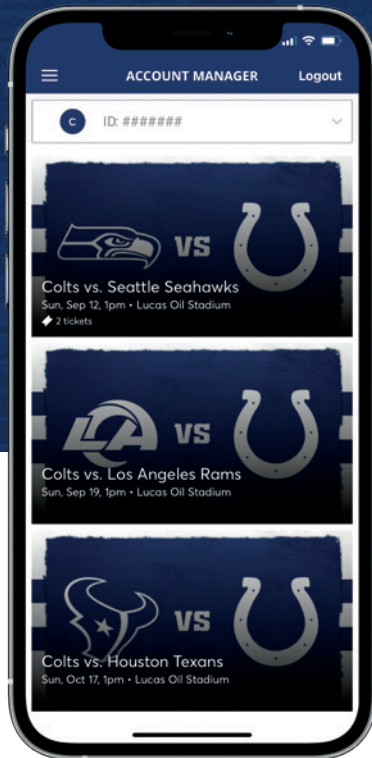 ACCOUNT MANAGER Logout
C ID: #######
VS
Colts vs. Seattle Seahawks
Sun, Sep 12, 1pm • Lucas Oil Stadium
2 tickets
LA VS
Colts vs. Los Angeles Rams
Sun, Sep 19, 1pm • Lucas Oil Stadium
VS
Colts vs. Houston Texans
Sun, Oct 17, 1pm • Lucas Oil Stadium